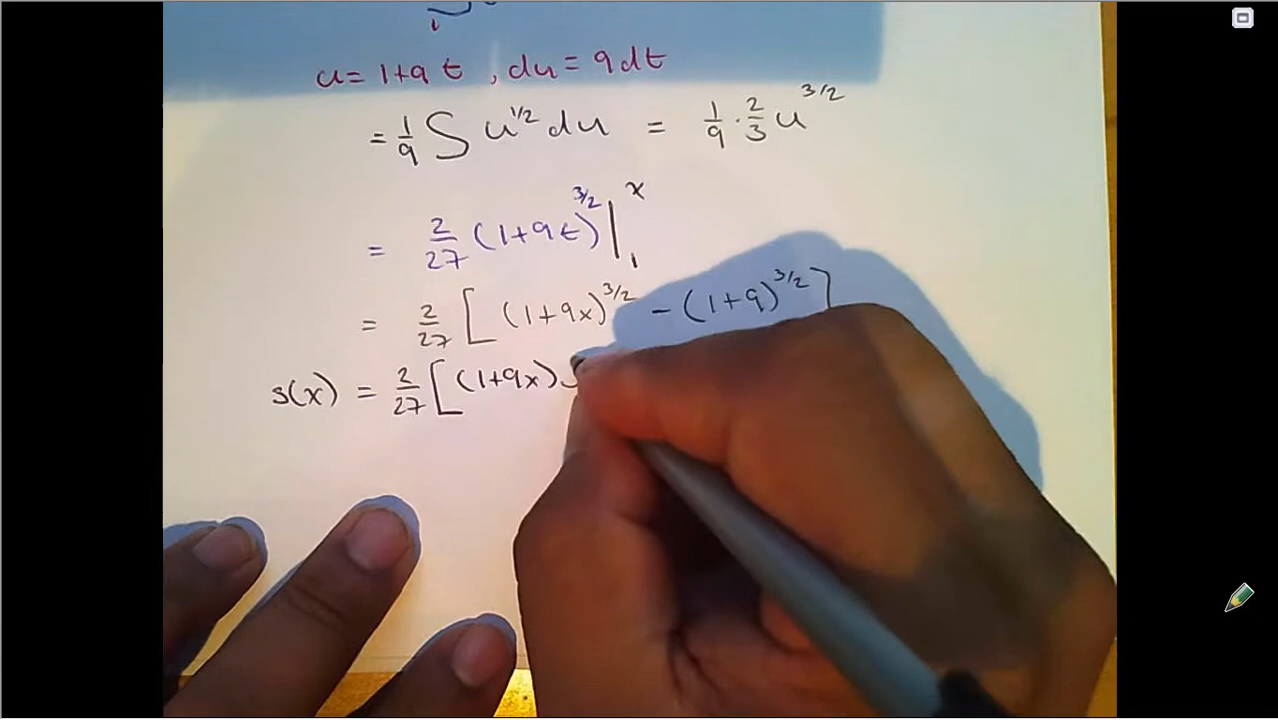 u = 1+9t , du = 9dt
= 1/9 ∫ u^1/2 du = 1/9 · 2/3 u^3/2
= 2/27 (1+9t)^3/2 |_1^x
= 2/27 [ (1+9x)^3/2 - (1+9)^3/2 ]
s(x) = 2/27 [ (1+9x)